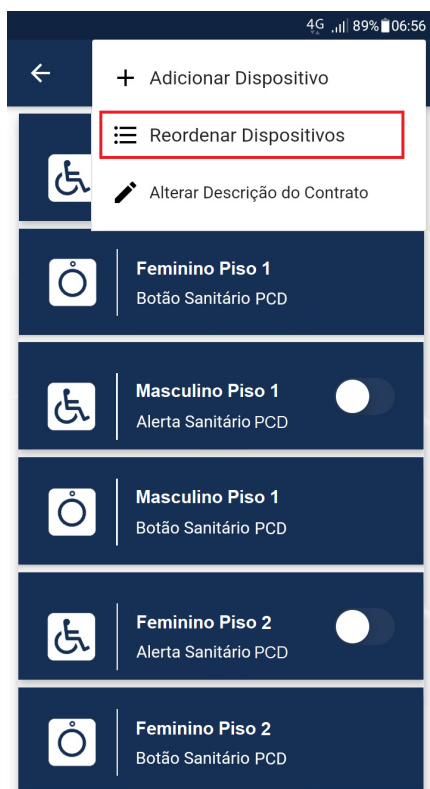 4G 89% 06:56
Adicionar Dispositivo
Reordenar Dispositivos
Alterar Descrição do Contrato
Feminino Piso 1
Botão Sanitário PCD
Masculino Piso 1
Alerta Sanitário PCD
Masculino Piso 1
Botão Sanitário PCD
Feminino Piso 2
Alerta Sanitário PCD
Feminino Piso 2
Botão Sanitário PCD